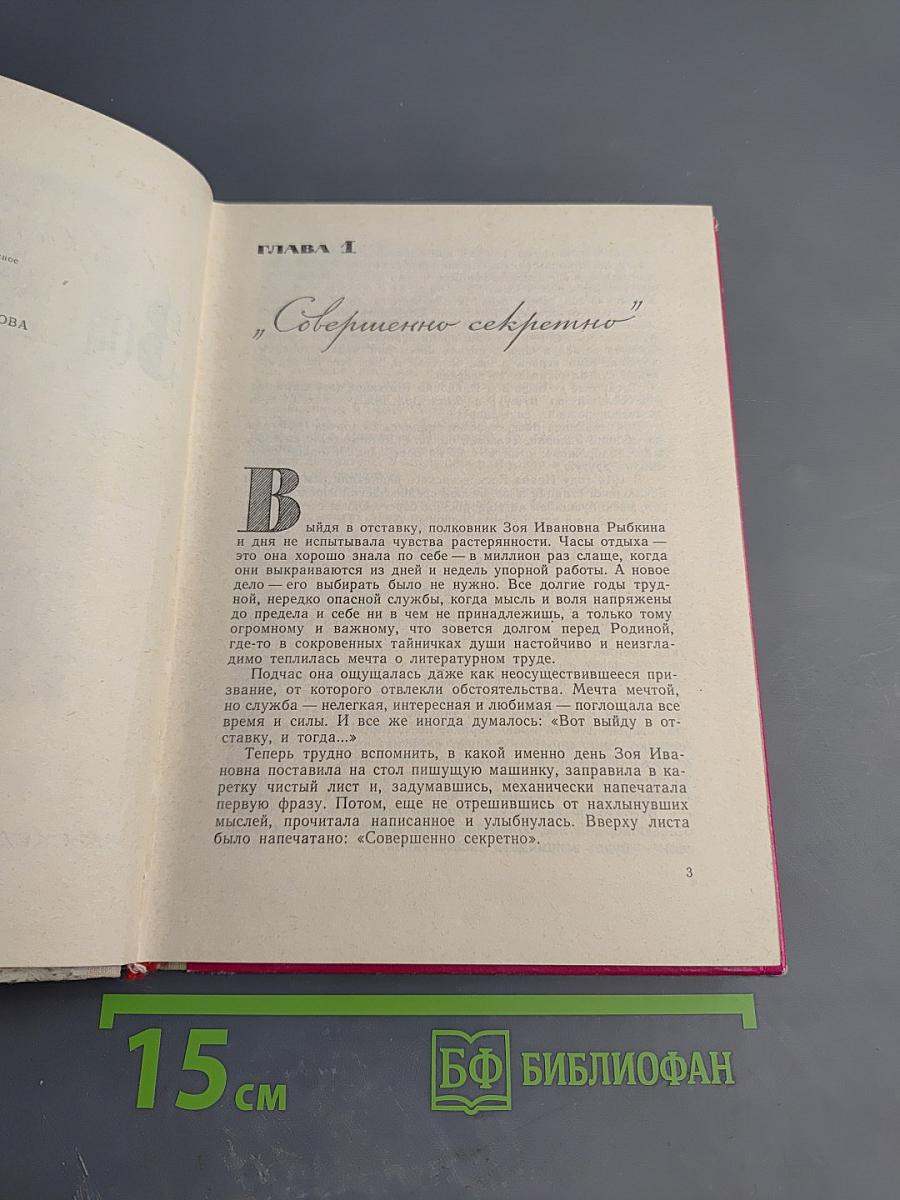 ОВА
ГЛАВА 1
„Совершенно секретно”
Выйдя в отставку, полковник Зоя Ивановна Рыбкина
и дня не испытывала чувства растерянности. Часы отдыха —
это она хорошо знала по себе — в миллион раз слаще, когда
они выкраиваются из дней и недель упорной работы. А новое
дело — его выбирать было не нужно. Все долгие годы труд-
ной, нередко опасной службы, когда мысль и воля напряжены
до предела и себе ни в чем не принадлежишь, а только тому
огромному и важному, что зовется долгом перед Родиной,
где-то в сокровенных тайничках души настойчиво и неизгла-
димо теплилась мечта о литературном труде.
Подчас она ощущалась даже как неосуществившееся при-
звание, от которого отвлекли обстоятельства. Мечта мечтой,
но служба — нелегкая, интересная и любимая — поглощала все
время и силы. И все же иногда думалось: «Вот выйду в от-
ставку, и тогда...»
Теперь трудно вспомнить, в какой именно день Зоя Ива-
новна поставила на стол пишущую машинку, заправила в ка-
ретку чистый лист и, задумавшись, механически напечатала
первую фразу. Потом, еще не отрешившись от нахлынувших
мыслей, прочитала написанное и улыбнулась. Вверху листа
было напечатано: «Совершенно секретно».
3
15 см
БФ БИБЛИОФАН